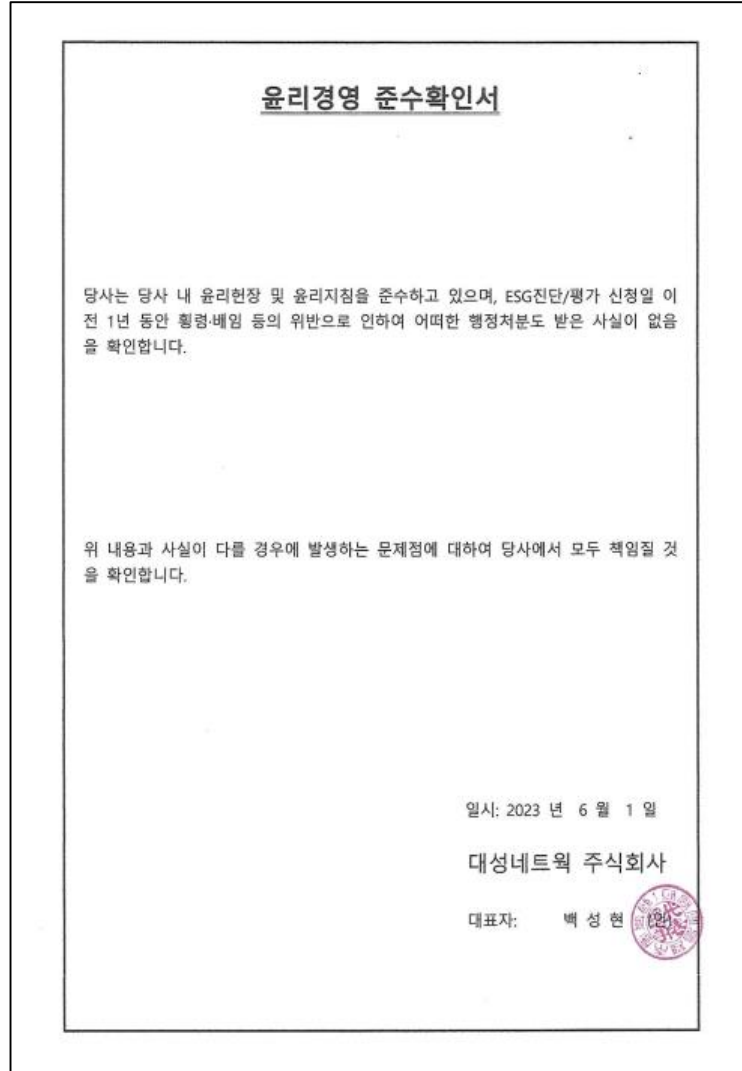 윤리경영 준수확인서
당사는 당사 내 윤리헌장 및 윤리지침을 준수하고 있으며, ESG진단/평가 신청일 이
전 1년 동안 횡령·배임 등의 위반으로 인하여 어떠한 행정처분도 받은 사실이 없음
을 확인합니다.
위 내용과 사실이 다를 경우에 발생하는 문제점에 대하여 당사에서 모두 책임질 것
을 확인합니다.
일시: 2023 년 6 월 1 일
대성네트웍 주식회사
대표자: 백 성 현 (인)